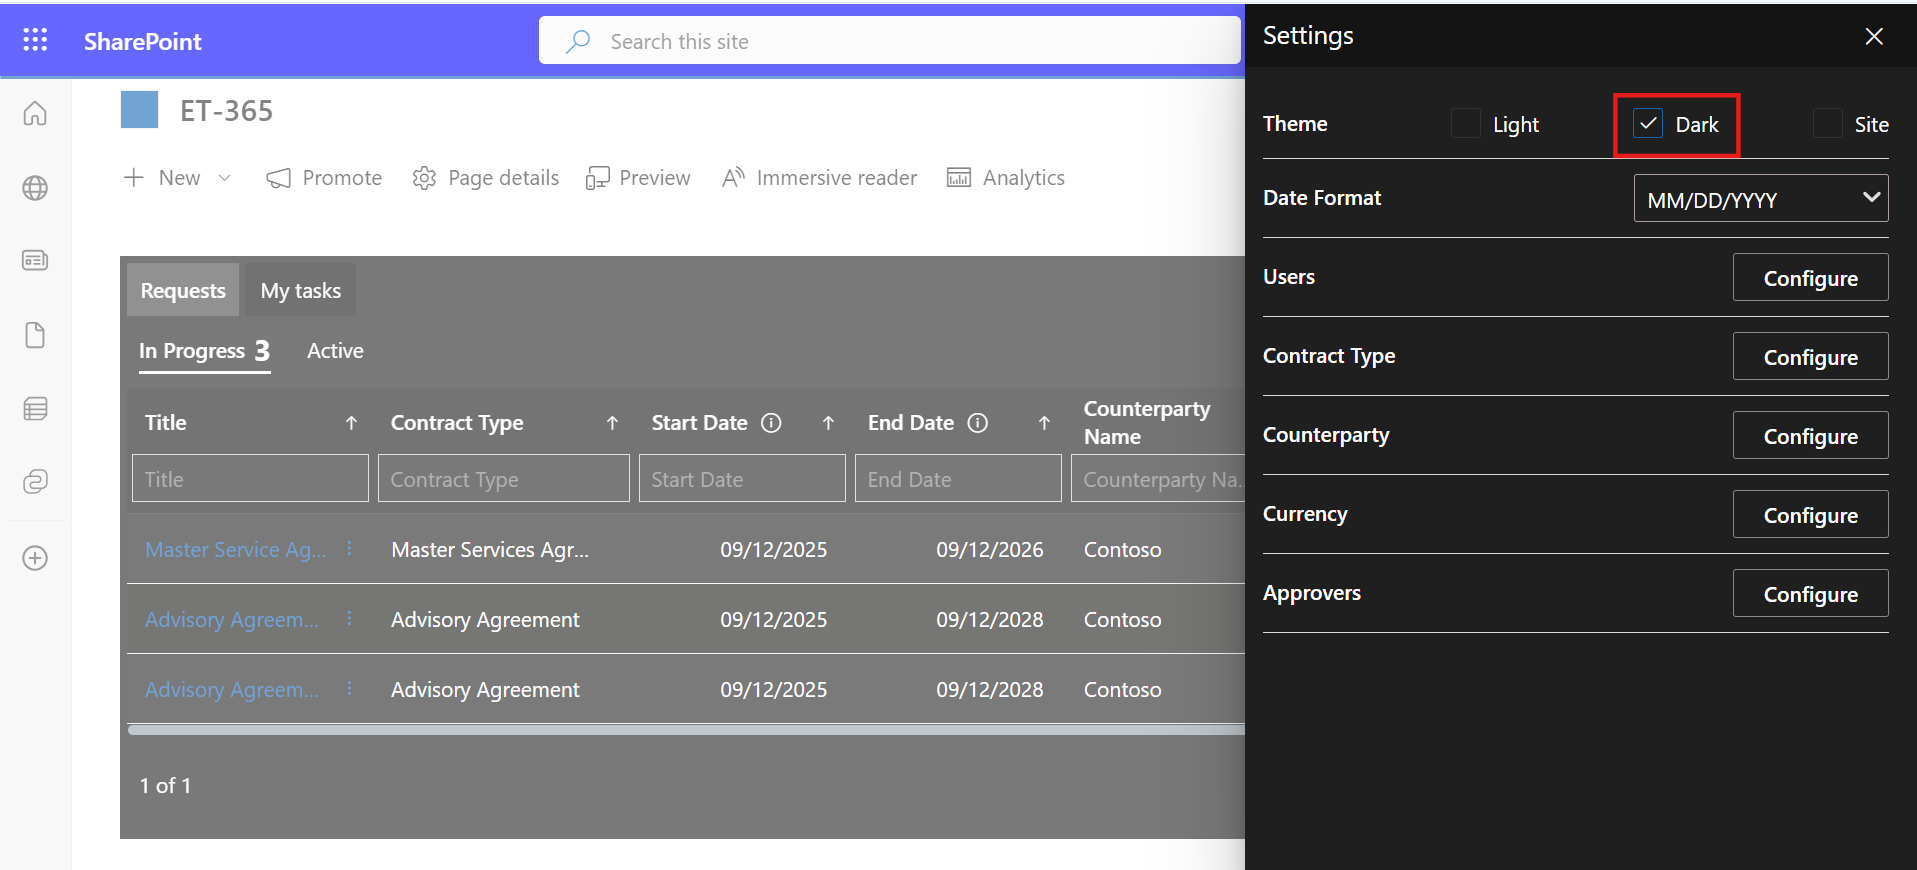 SharePoint
Search this site
ET-365
New
Promote
Page details
Preview
Immersive reader
Analytics
Requests
My tasks
In Progress 3
Active
Title
Contract Type
Start Date
End Date
Counterparty
Name
Title
Contract Type
Start Date
End Date
Counterparty Na...
Master Service Ag...
Master Services Agr...
09/12/2025
09/12/2026
Contoso
Advisory Agreem...
Advisory Agreement
09/12/2025
09/12/2028
Contoso
Advisory Agreem...
Advisory Agreement
09/12/2025
09/12/2028
Contoso
1 of 1
Settings
Theme
Light
Dark
Site
Date Format
MM/DD/YYYY
Users
Configure
Contract Type
Configure
Counterparty
Configure
Currency
Configure
Approvers
Configure